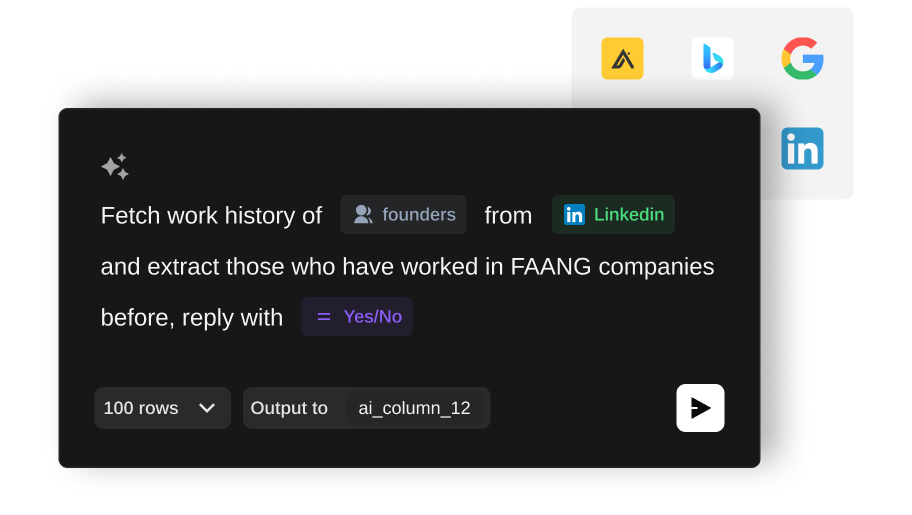 Fetch work history of founders from Linkedin
and extract those who have worked in FAANG companies
before, reply with = Yes/No
100 rows
Output to ai_column_12
in